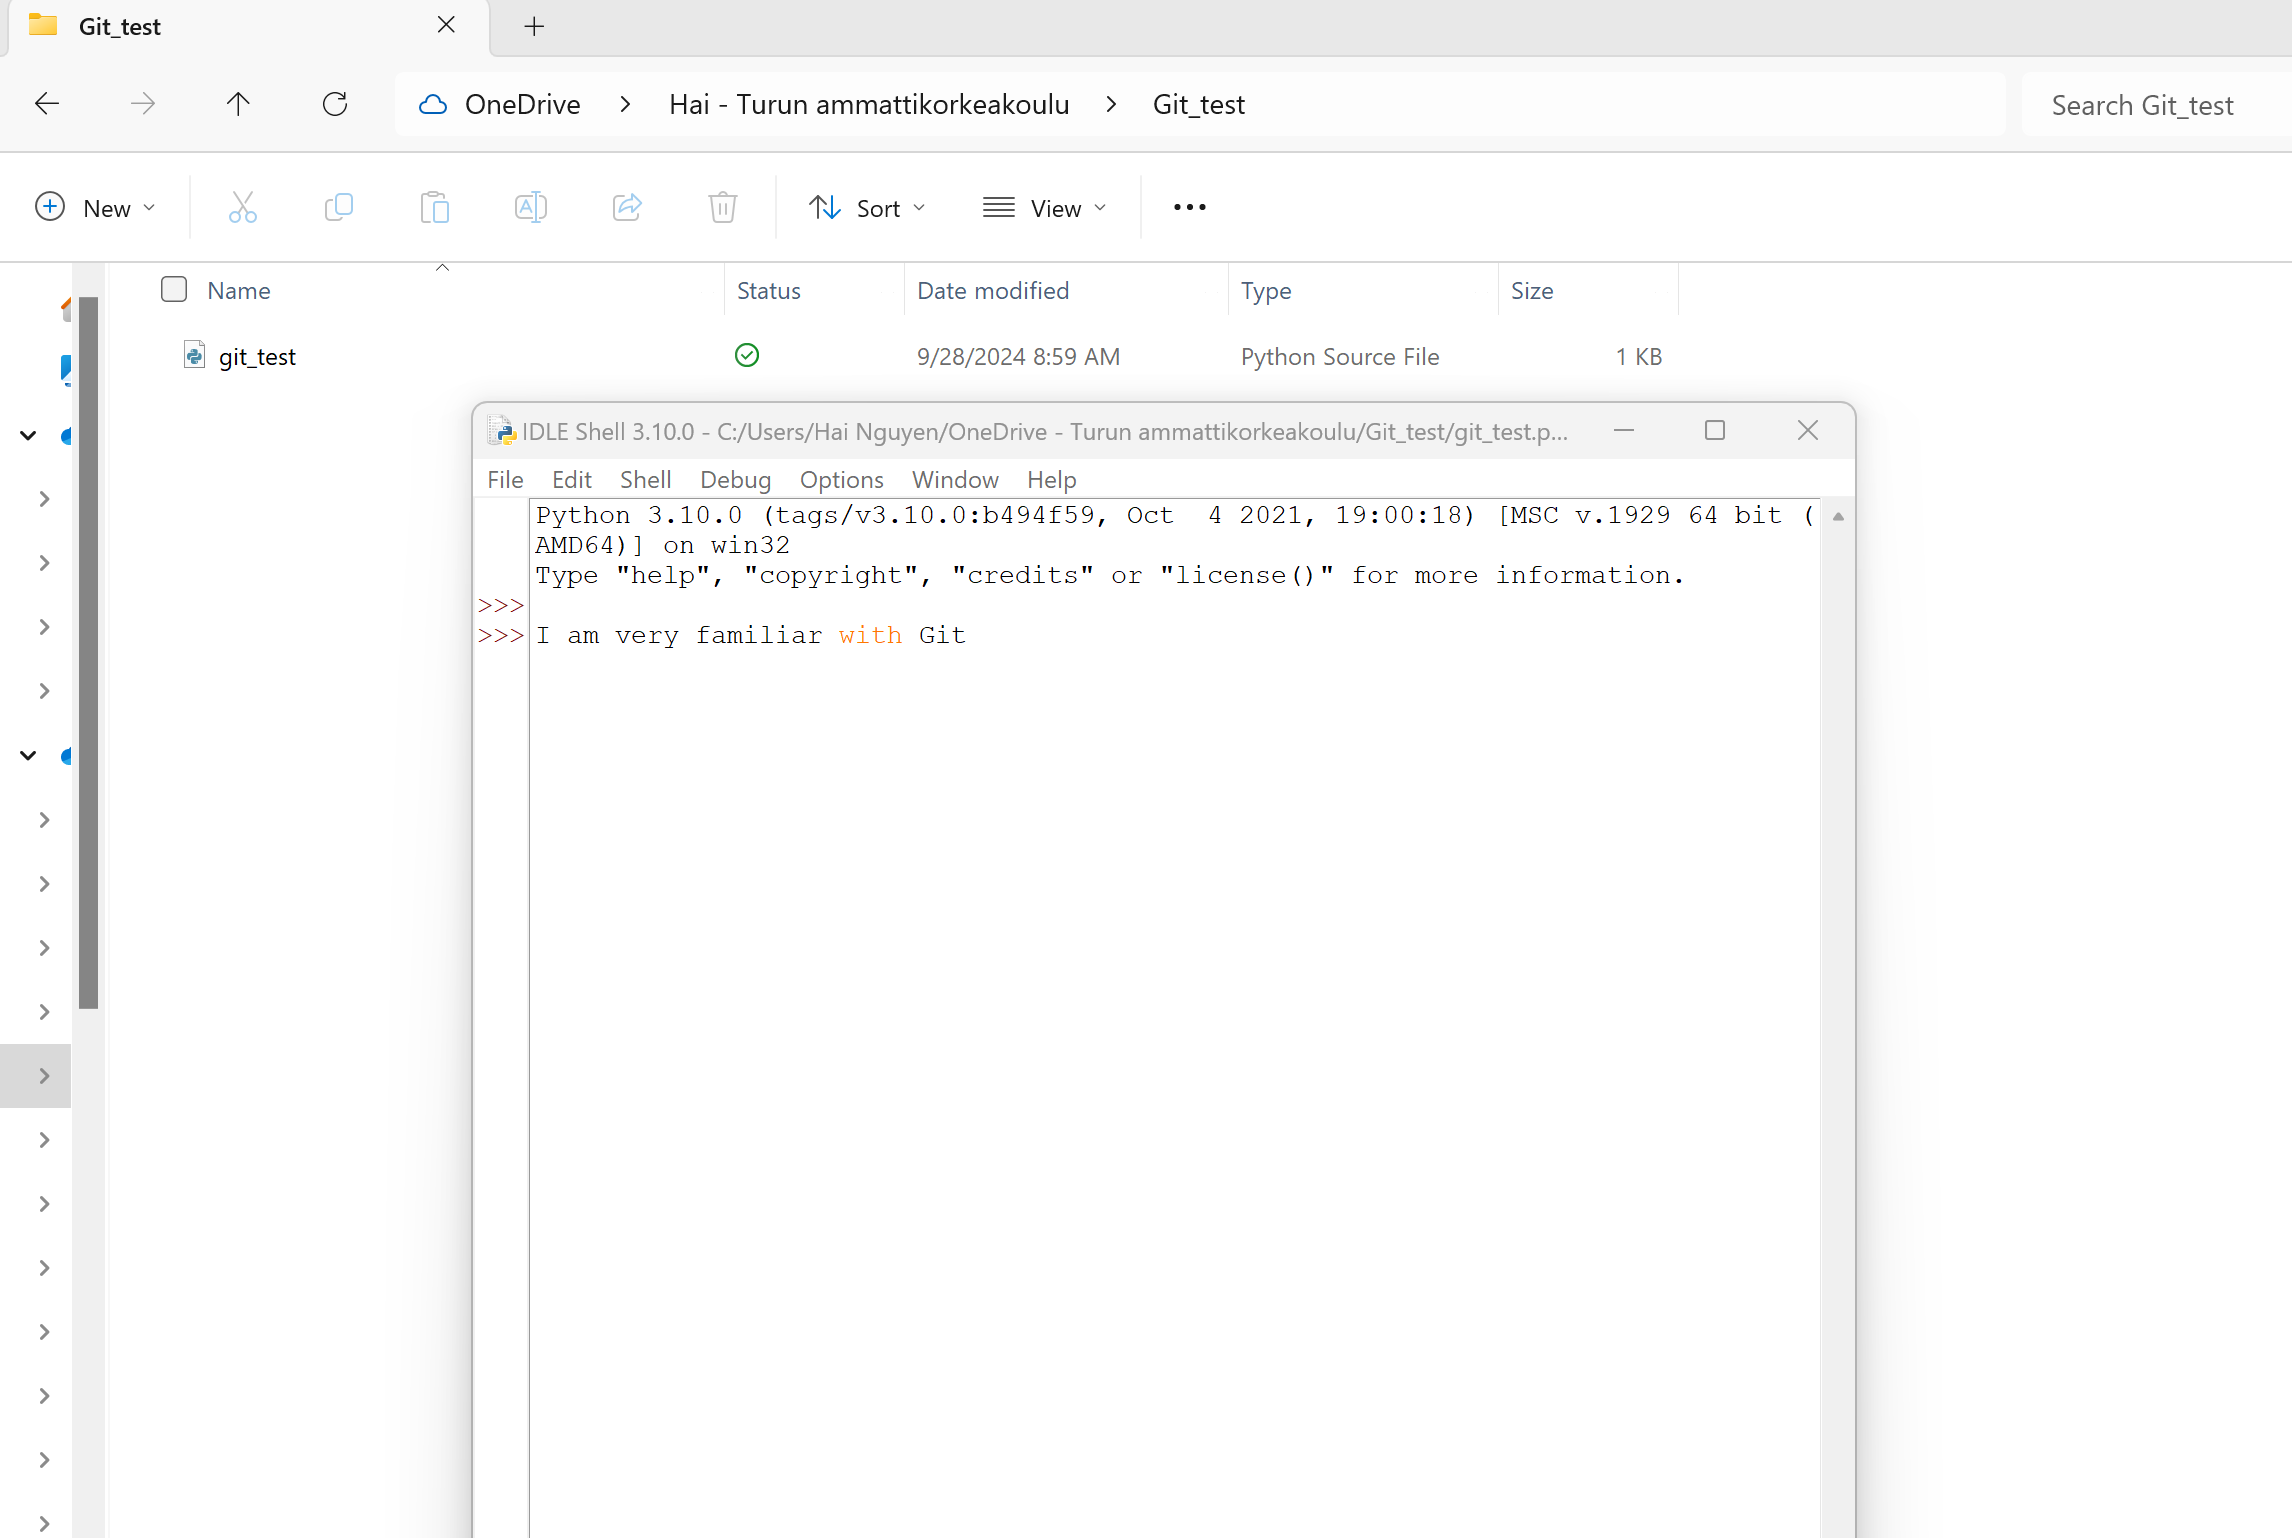 Git_test
OneDrive > Hai - Turun ammattikorkeakoulu > Git_test
Search Git_test
New
Sort
View
Name Status Date modified Type Size
git_test 9/28/2024 8:59 AM Python Source File 1 KB
IDLE Shell 3.10.0 - C:/Users/Hai Nguyen/OneDrive - Turun ammattikorkeakoulu/Git_test/git_test.p...
File Edit Shell Debug Options Window Help
Python 3.10.0 (tags/v3.10.0:b494f59, Oct  4 2021, 19:00:18) [MSC v.1929 64 bit (
AMD64)] on win32
Type "help", "copyright", "credits" or "license()" for more information.
>>>
>>> I am very familiar with Git